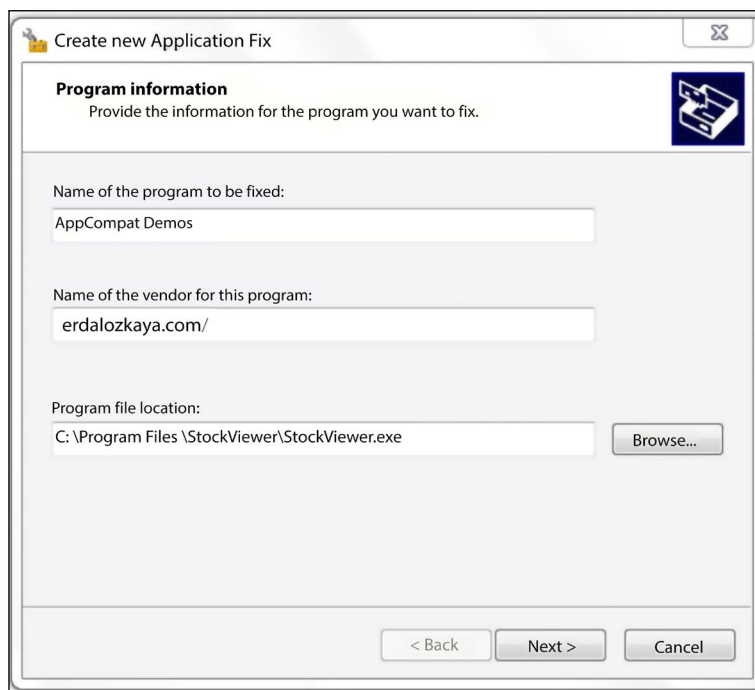 Create new Application Fix
Program information
Provide the information for the program you want to fix.
Name of the program to be fixed:
AppCompat Demos
Name of the vendor for this program:
erdalozkaya.com/
Program file location:
C: \Program Files \StockViewer\StockViewer.exe
Browse...
< Back Next > Cancel